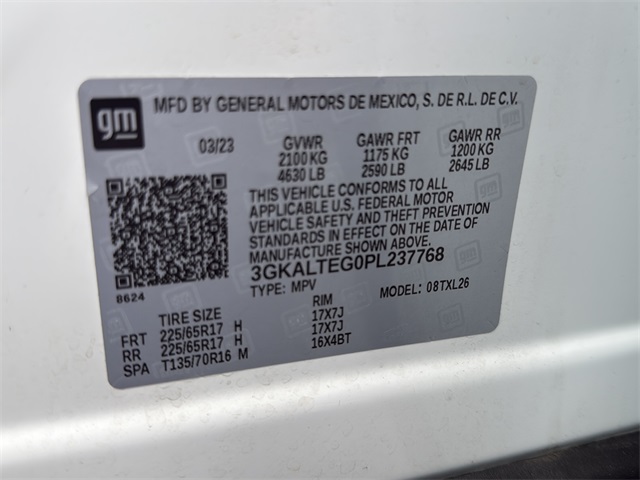 gm
MFD BY GENERAL MOTORS DE MEXICO, S. DE R.L. DE C.V.
03/23 GVWR GAWR FRT GAWR RR
2100 KG 1175 KG 1200 KG
4630 LB 2590 LB 2645 LB
THIS VEHICLE CONFORMS TO ALL
APPLICABLE U.S. FEDERAL MOTOR
VEHICLE SAFETY AND THEFT PREVENTION
STANDARDS IN EFFECT ON THE DATE OF
MANUFACTURE SHOWN ABOVE.
3GKALTEG0PL237768
8624
TYPE: MPV MODEL: 08TXL26
TIRE SIZE RIM
FRT 225/65R17 H 17X7J
RR 225/65R17 H 17X7J
SPA T135/70R16 M 16X4BT